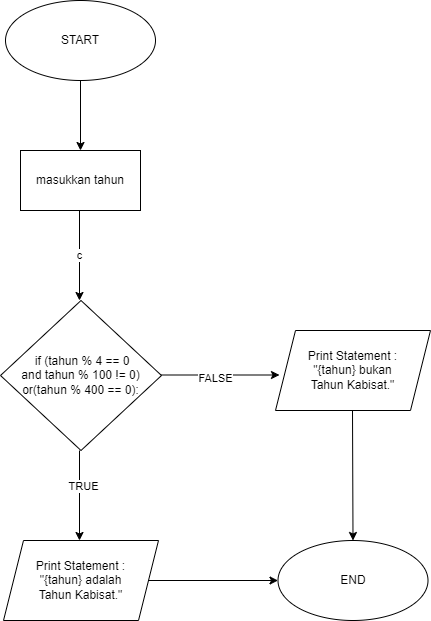 START
masukkan tahun
c
if (tahun % 4 == 0
and tahun % 100 != 0)
or(tahun % 400 == 0):
FALSE
Print Statement :
"{tahun} bukan
Tahun Kabisat."
TRUE
Print Statement :
"{tahun} adalah
Tahun Kabisat."
END